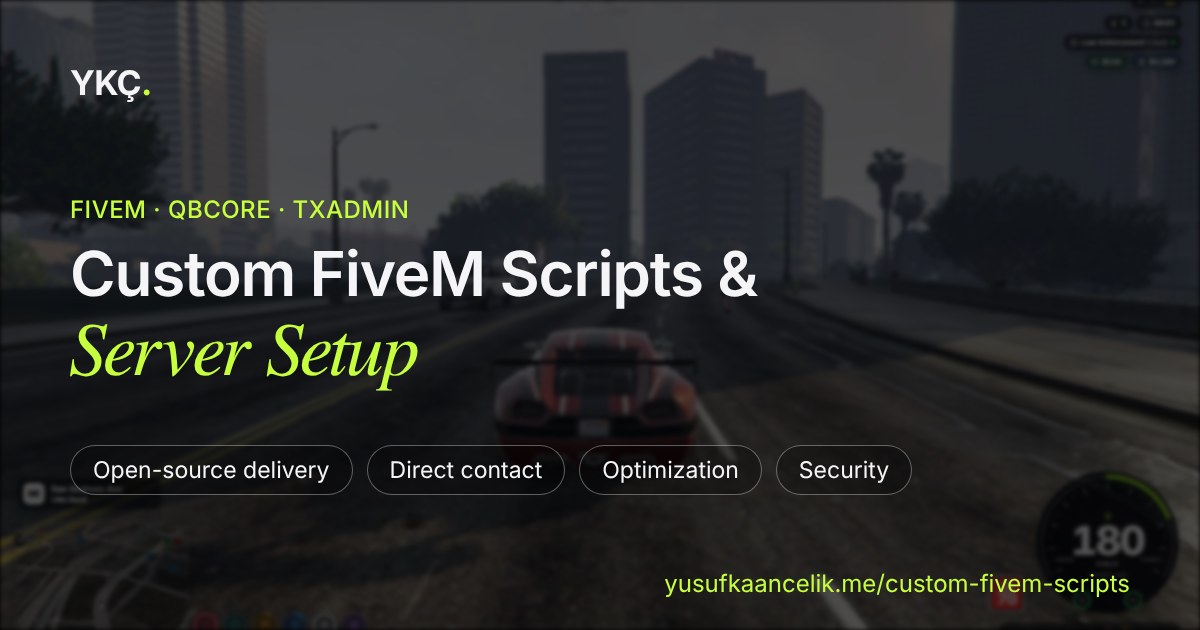 YKÇ.
FIVEM · QBCORE · TXADMIN
Custom FiveM Scripts &
Server Setup
Open-source delivery
Direct contact
Optimization
Security
180
yusufkaancelik.me/custom-fivem-scripts